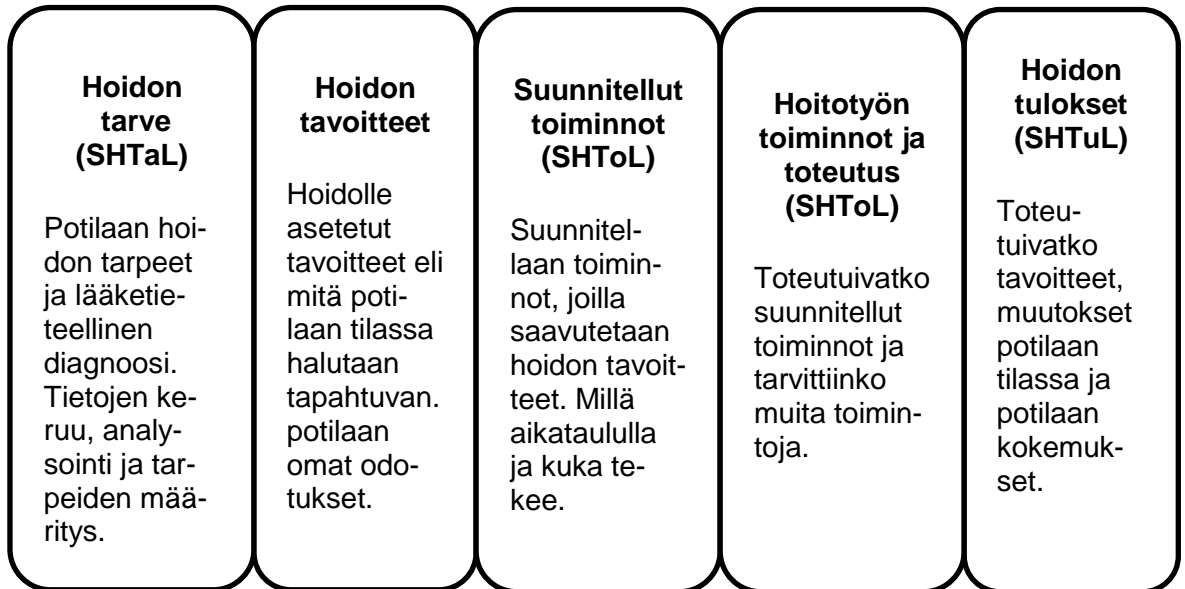 Hoidon
tarve
(SHTaL)
Potilaan hoi-
don tarpeet
ja lääketie-
teellinen
diagnoosi.
Tietojen ke-
ruu, analy-
sointi ja tar-
peiden mää-
ritys.
Hoidon
tavoitteet
Hoidolle
asetetut
tavoitteet eli
mitä poti-
laan tilassa
halutaan
tapahtuvan.
potilaan
omat odo-
tukset.
Suunnitellut
toiminnot
(SHToL)
Suunnitel-
laan toimin-
not, joilla
saavutetaan
hoidon tavoit-
teet. Millä
aikataululla
ja kuka te-
kee.
Hoitotyön
toiminnot ja
toteutus
(SHToL)
Toteutuivatko
suunnitellut
toiminnot ja
tarvittiinko
muita toimin-
toja.
Hoidon
tulokset
(SHTuL)
Toteu-
tuivatko
tavoitteet,
muutokset
potilaan
tilassa ja
potilaan
kokemuk-
set.